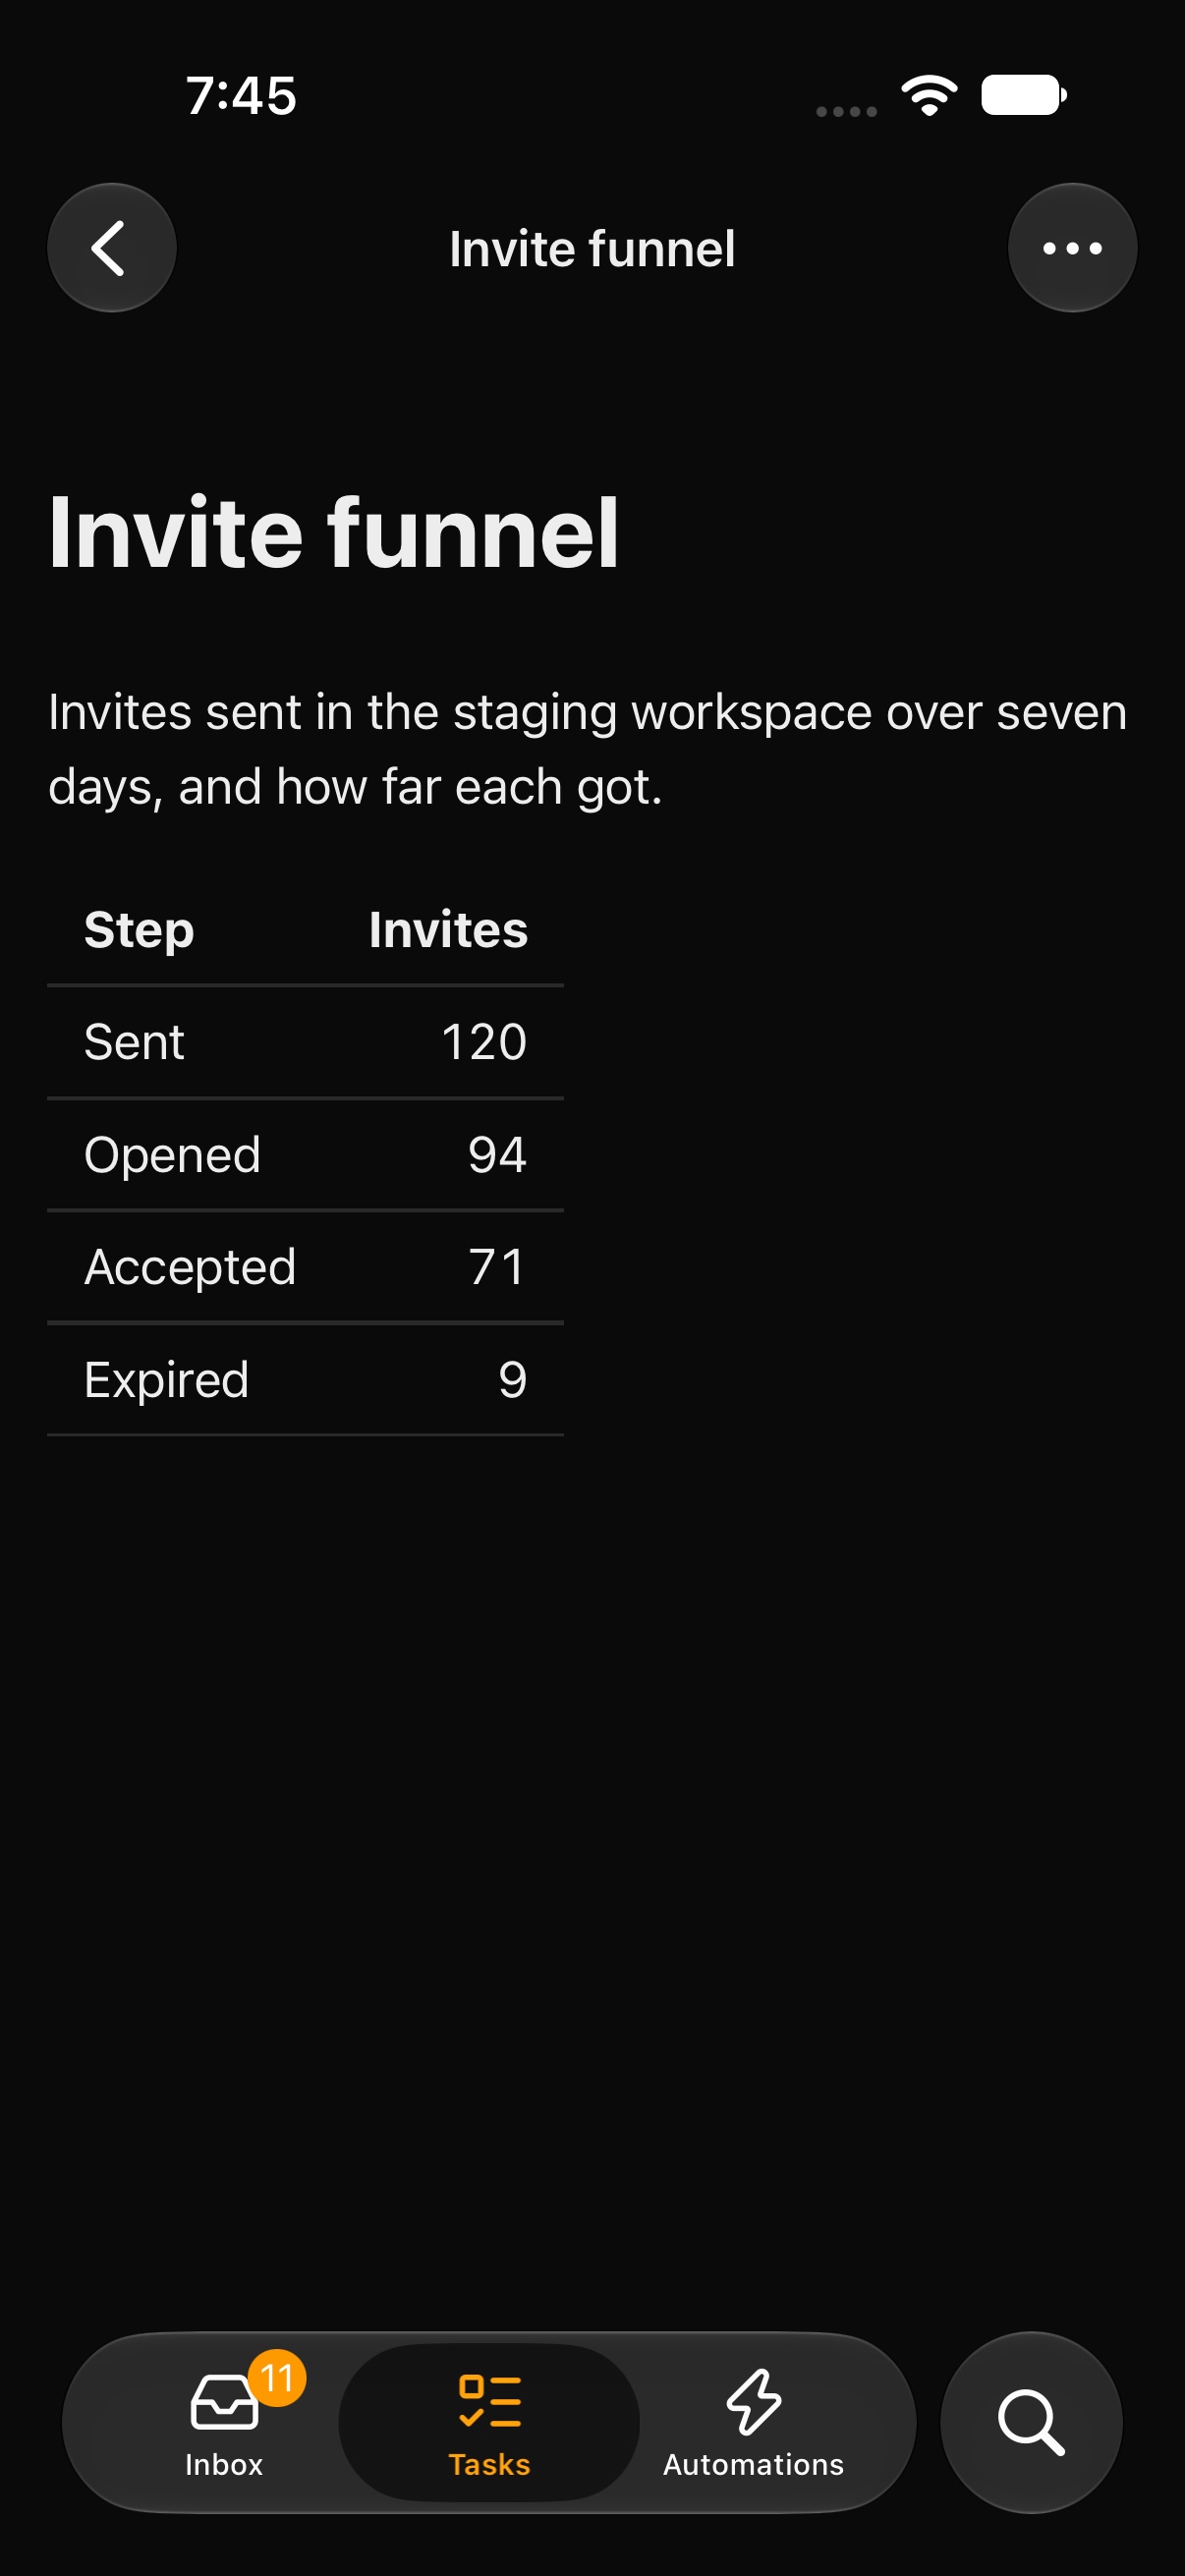 7:45
Invite funnel
Invite funnel
Invites sent in the staging workspace over seven
days, and how far each got.
Step Invites
Sent 120
Opened 94
Accepted 71
Expired 9
11
Inbox Tasks Automations